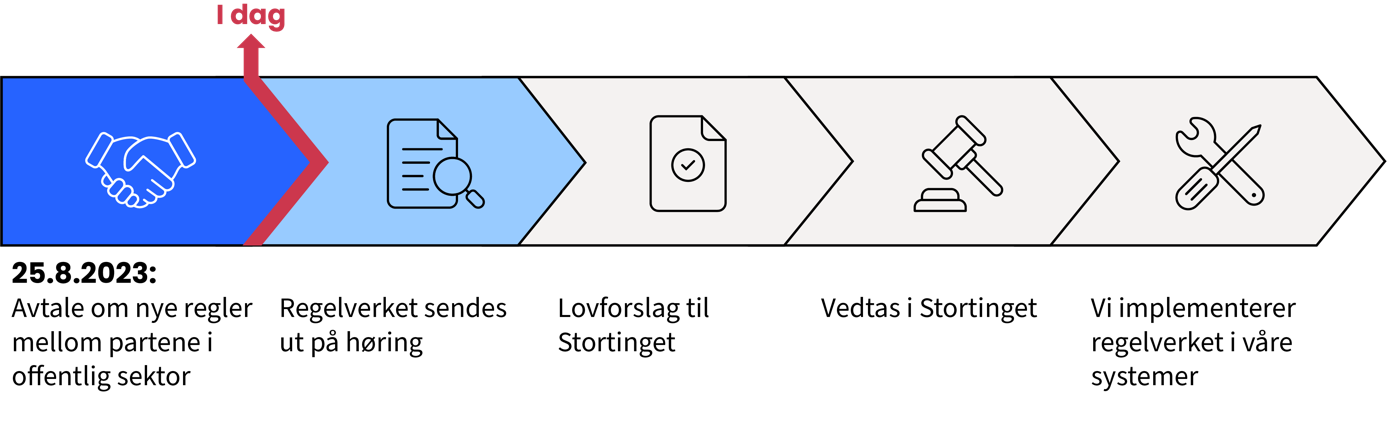 I dag
25.8.2023:
Avtale om nye regler
mellom partene i
offentlig sektor
Regelverket sendes
ut på høring
Lovforslag til
Stortinget
Vedtas i Stortinget
Vi implementerer
regelverket i våre
systemer